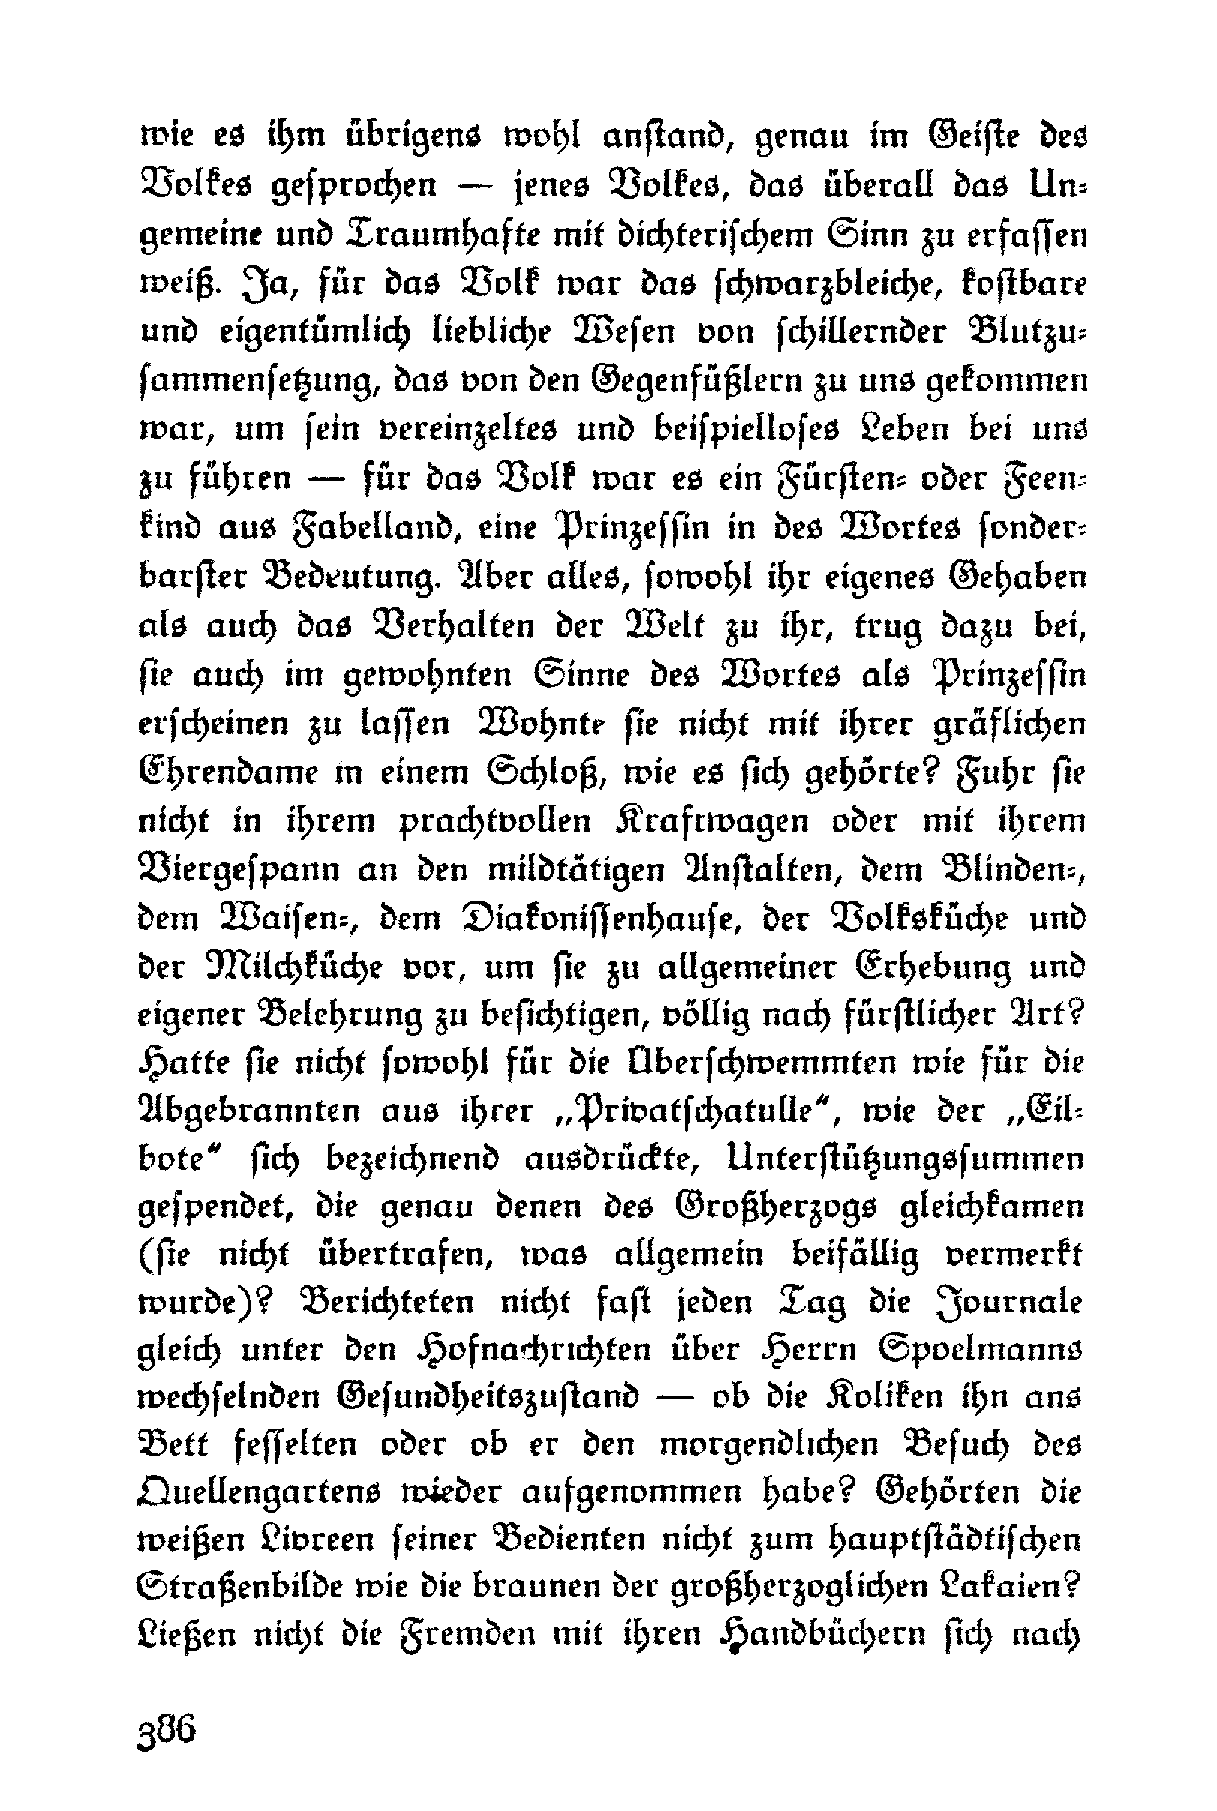 wie es ihm übrigens wohl anſtand, genau im Geiſte des
Volkes geſprochen — jenes Volkes, das überall das Un⸗
gemeine und Traumhafte mit dichteriſchem Sinn zu erfaſſen
weiß. Ja, für das Volk war das ſchwarzbleiche, koſtbare
und eigentümlich liebliche Weſen von ſchillernder Blutzu⸗
ſammenſetzung, das von den Gegenfüßlern zu uns gekommen
war, um ſein vereinzeltes und beiſpielloſes Leben bei uns
zu führen — für das Volk war es ein Fürſten⸗ oder Feen⸗
kind aus Fabelland, eine Prinzeſſin in des Wortes ſonder⸗
barſter Bedeutung. Aber alles, ſowohl ihr eigenes Gehaben
als auch das Verhalten der Welt zu ihr, trug dazu bei,
ſie auch im gewohnten Sinne des Wortes als Prinzeſſin
erſcheinen zu laſſen Wohnte ſie nicht mit ihrer gräflichen
Ehrendame in einem Schloß, wie es ſich gehörte? Fuhr ſie
nicht in ihrem prachtvollen Kraftwagen oder mit ihrem
Viergeſpann an den mildtätigen Anſtalten, dem Blinden⸗,
dem Waiſen⸗, dem Diakoniſſenhauſe, der Volksküche und
der Milchküche vor, um ſie zu allgemeiner Erhebung und
eigener Belehrung zu beſichtigen, völlig nach fürſtlicher Art?
Hatte ſie nicht ſowohl für die Überſchwemmten wie für die
Abgebrannten aus ihrer „Privatſchatulle“, wie der „Eil⸗
bote“ ſich bezeichnend ausdrückte, Unterſtützungsſummen
geſpendet, die genau denen des Großherzogs gleichkamen
(ſie nicht übertrafen, was allgemein beifällig vermerkt
wurde)? Berichteten nicht faſt jeden Tag die Journale
gleich unter den Hofnachrichten über Herrn Spoelmanns
wechſelnden Geſundheitszuſtand — ob die Koliken ihn ans
Bett feſſelten oder ob er den morgendlichen Beſuch des
Quellengartens wieder aufgenommen habe? Gehörten die
weißen Livreen ſeiner Bedienten nicht zum hauptſtädtiſchen
Straßenbilde wie die braunen der großherzoglichen Lakaien?
Ließen nicht die Fremden mit ihren Handbüchern ſich nach
386